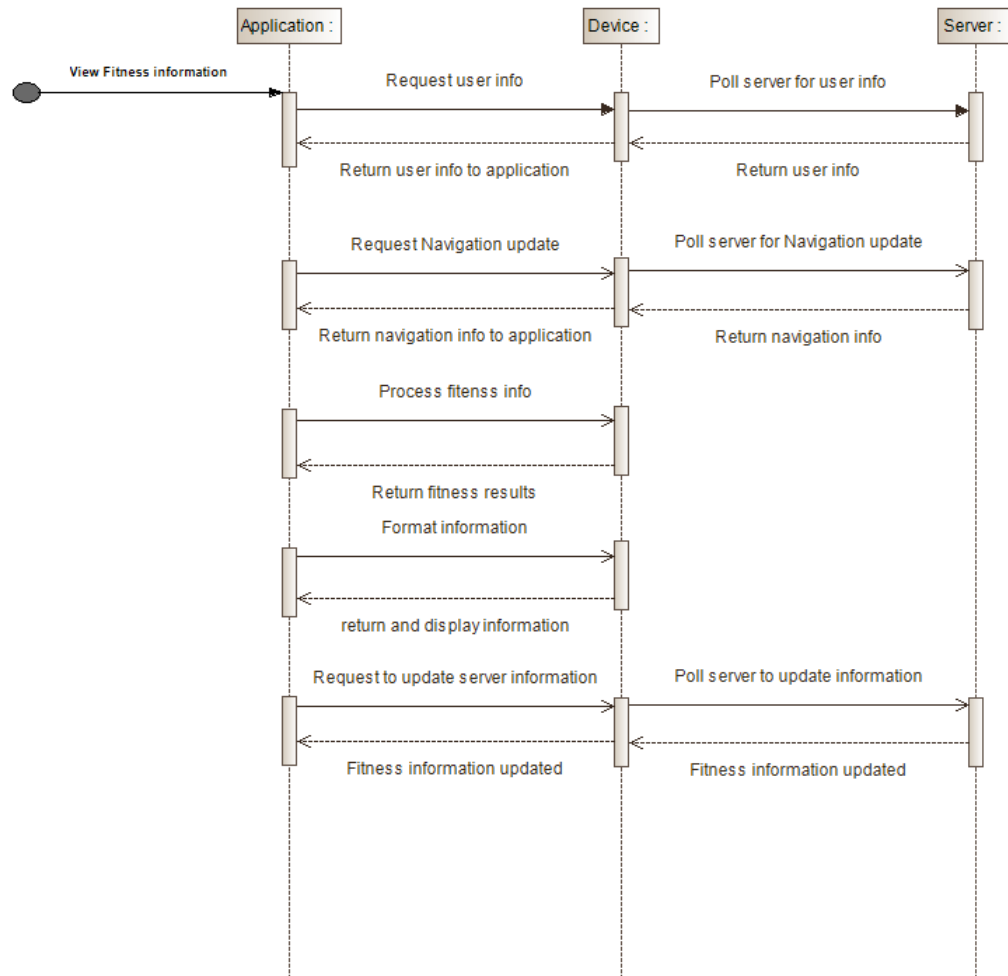 Application :
Device :
Server :
View Fitness information
Request user info
Poll server for user info
Return user info to application
Return user info
Request Navigation update
Poll server for Navigation update
Return navigation info to application
Return navigation info
Process fitenss info
Return fitness results
Format information
return and display information
Request to update server information
Poll server to update information
Fitness information updated
Fitness information updated